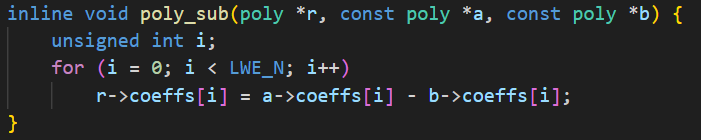 inline void poly_sub(poly *r, const poly *a, const poly *b) {
    unsigned int i;
    for (i = 0; i < LWE_N; i++)
        r->coeffs[i] = a->coeffs[i] - b->coeffs[i];
}